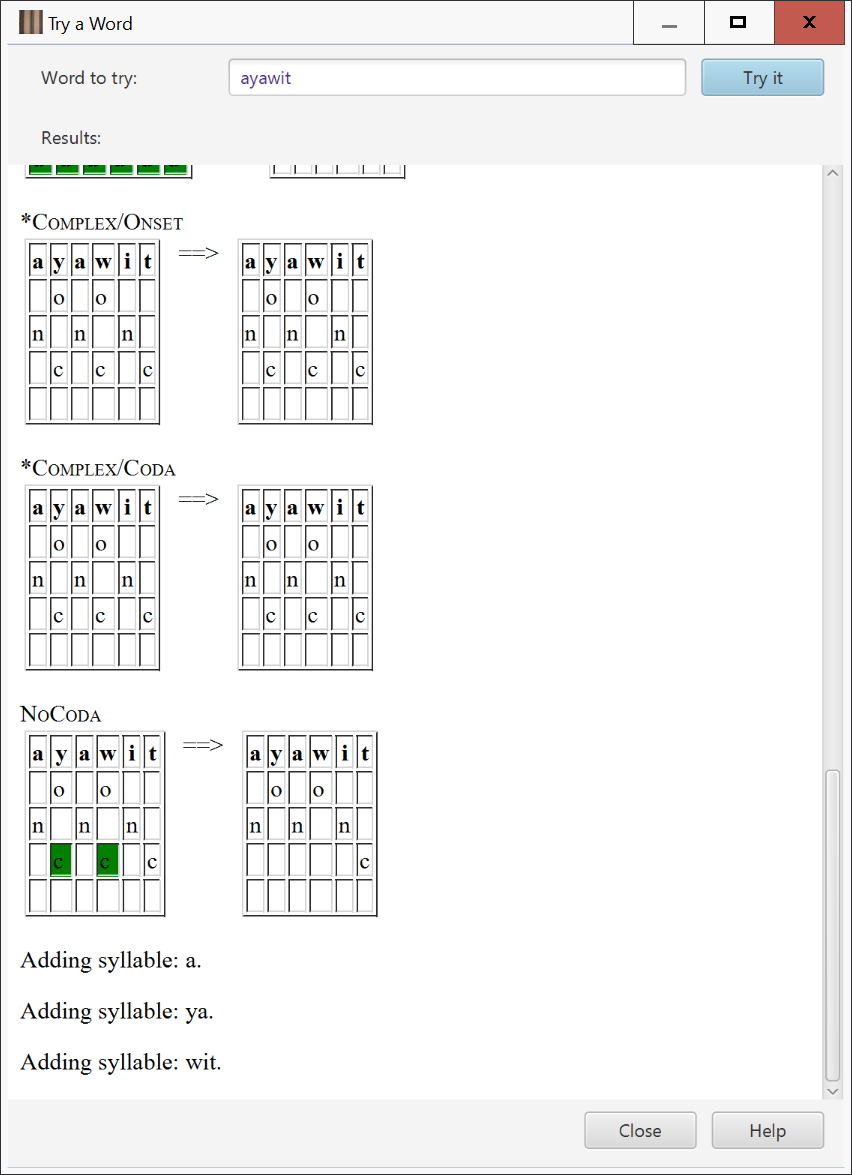 Try a Word
Word to try: ayawit Try it
Results:
*COMPLEX/ONSET
a y a w i t ==> a y a w i t
o o o o
n n n n n n
c c c c c c
*COMPLEX/CODA
a y a w i t ==> a y a w i t
o o o o
n n n n n n
c c c c c c
NOCODA
a y a w i t ==> a y a w i t
o o o o
n n n n n n
c c c c
Adding syllable: a.
Adding syllable: ya.
Adding syllable: wit.
Close Help